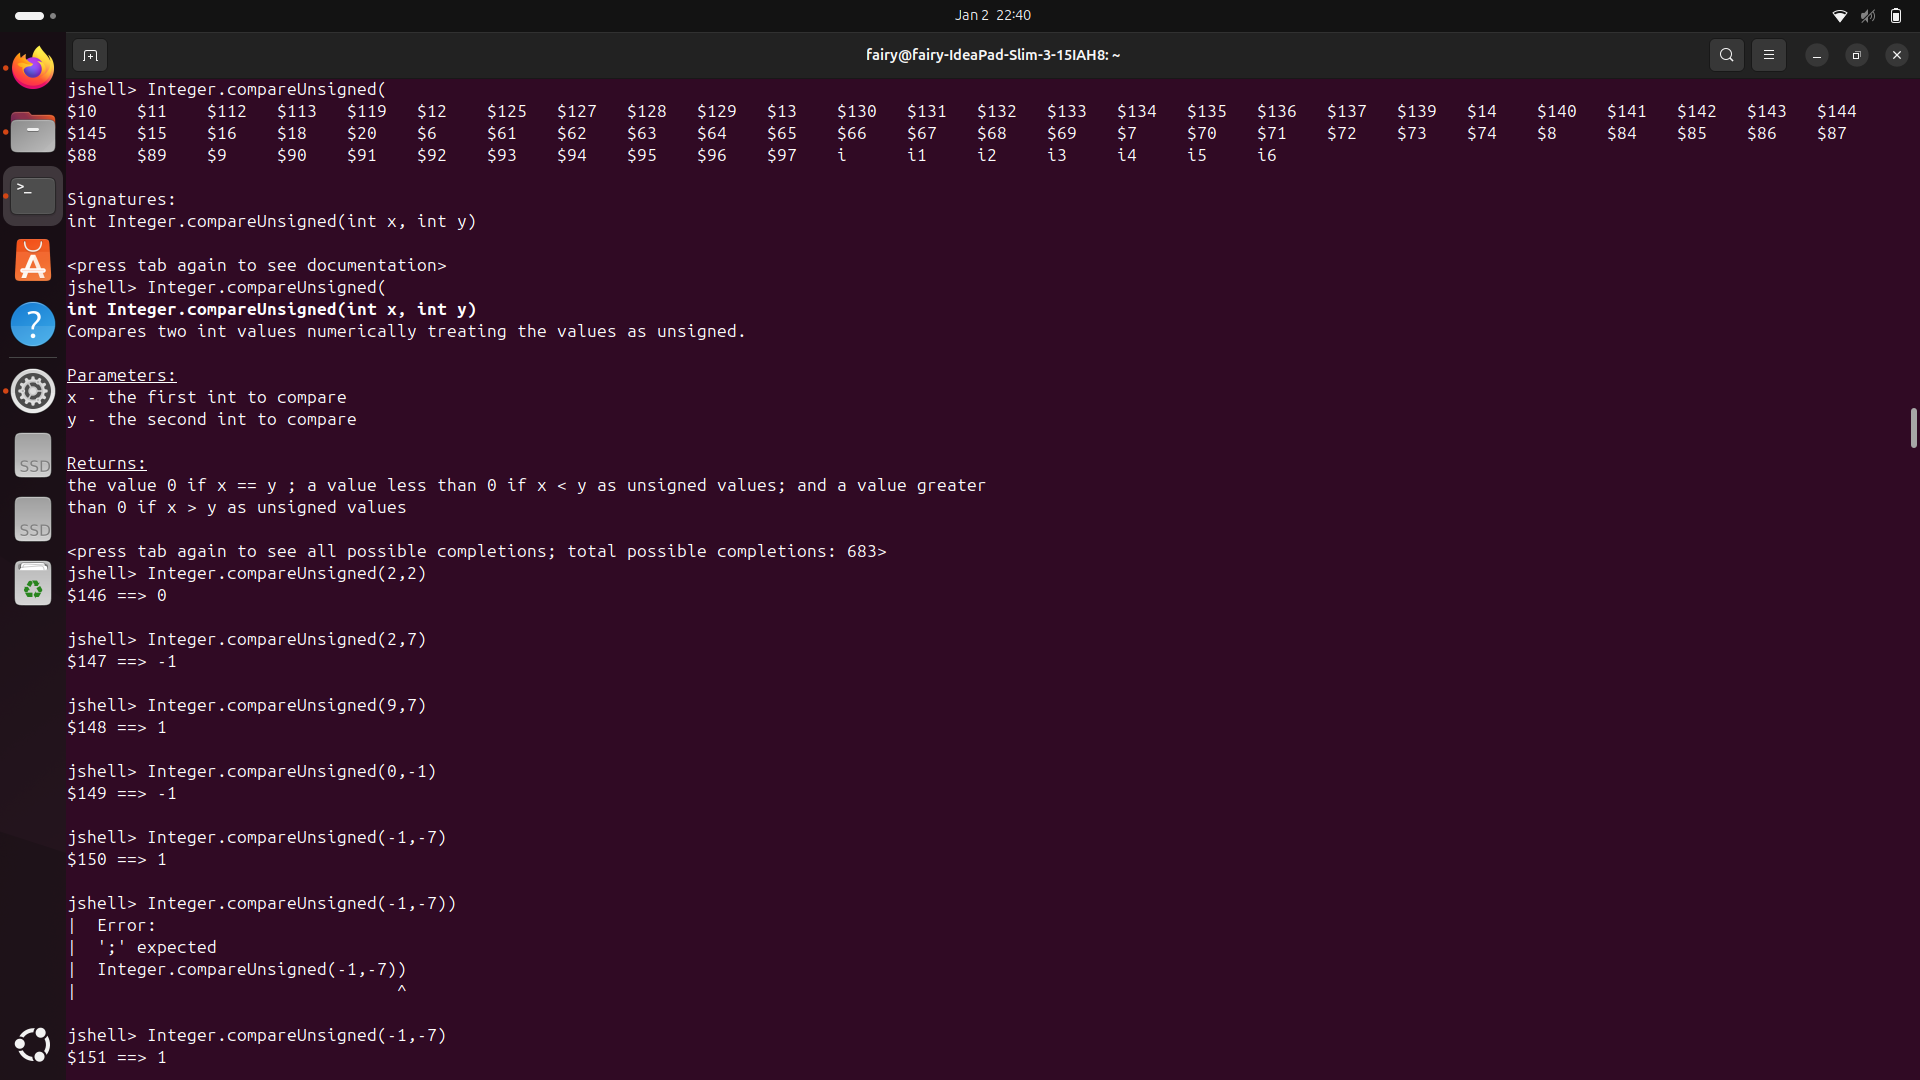 Jan 2 22:40
fairy@fairy-IdeaPad-Slim-3-15IAH8: ~
jshell> Integer.compareUnsigned(
$10 $11 $112 $113 $119 $12 $125 $127 $128 $129 $13 $130 $131 $132 $133 $134 $135 $136 $137 $139 $14 $140 $141 $142 $143 $144
$145 $15 $16 $18 $20 $6 $61 $62 $63 $64 $65 $66 $67 $68 $69 $7 $70 $71 $72 $73 $74 $8 $84 $85 $86 $87
$88 $89 $9 $90 $91 $92 $93 $94 $95 $96 $97 i i1 i2 i3 i4 i5 i6
Signatures:
int Integer.compareUnsigned(int x, int y)
<press tab again to see documentation>
jshell> Integer.compareUnsigned(
int Integer.compareUnsigned(int x, int y)
Compares two int values numerically treating the values as unsigned.
Parameters:
x - the first int to compare
y - the second int to compare
Returns:
the value 0 if x == y ; a value less than 0 if x < y as unsigned values; and a value greater
than 0 if x > y as unsigned values
<press tab again to see all possible completions; total possible completions: 683>
jshell> Integer.compareUnsigned(2,2)
$146 ==> 0
jshell> Integer.compareUnsigned(2,7)
$147 ==> -1
jshell> Integer.compareUnsigned(9,7)
$148 ==> 1
jshell> Integer.compareUnsigned(0,-1)
$149 ==> -1
jshell> Integer.compareUnsigned(-1,-7)
$150 ==> 1
jshell> Integer.compareUnsigned(-1,-7))
|  Error:
|  ';' expected
|  Integer.compareUnsigned(-1,-7))
|                                ^
jshell> Integer.compareUnsigned(-1,-7)
$151 ==> 1
>_
A
?
SSD
SSD